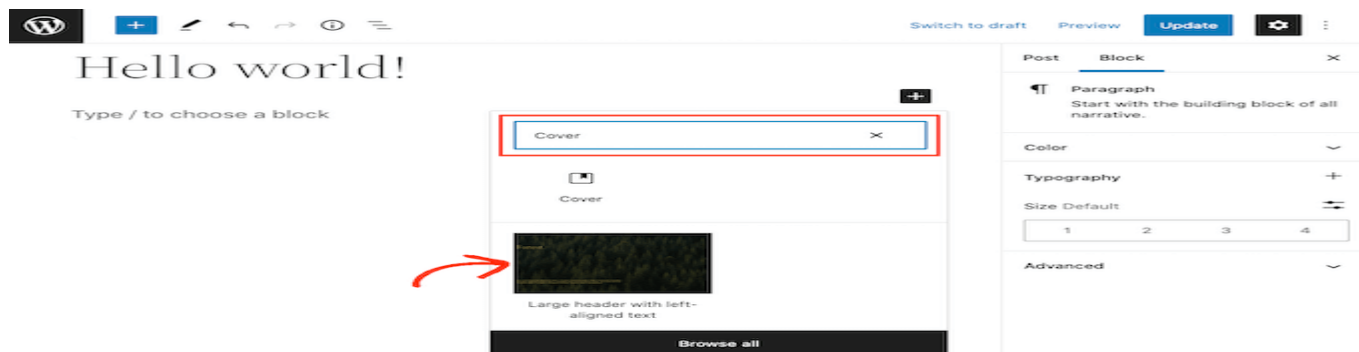 Switch to draft Preview Update
Hello world!
Type / to choose a block
Cover
Cover
Large header with left-
aligned text
Browse all
Post Block
Paragraph
Start with the building block of all
narrative.
Color
Typography
Size Default
1 2 3 4
Advanced